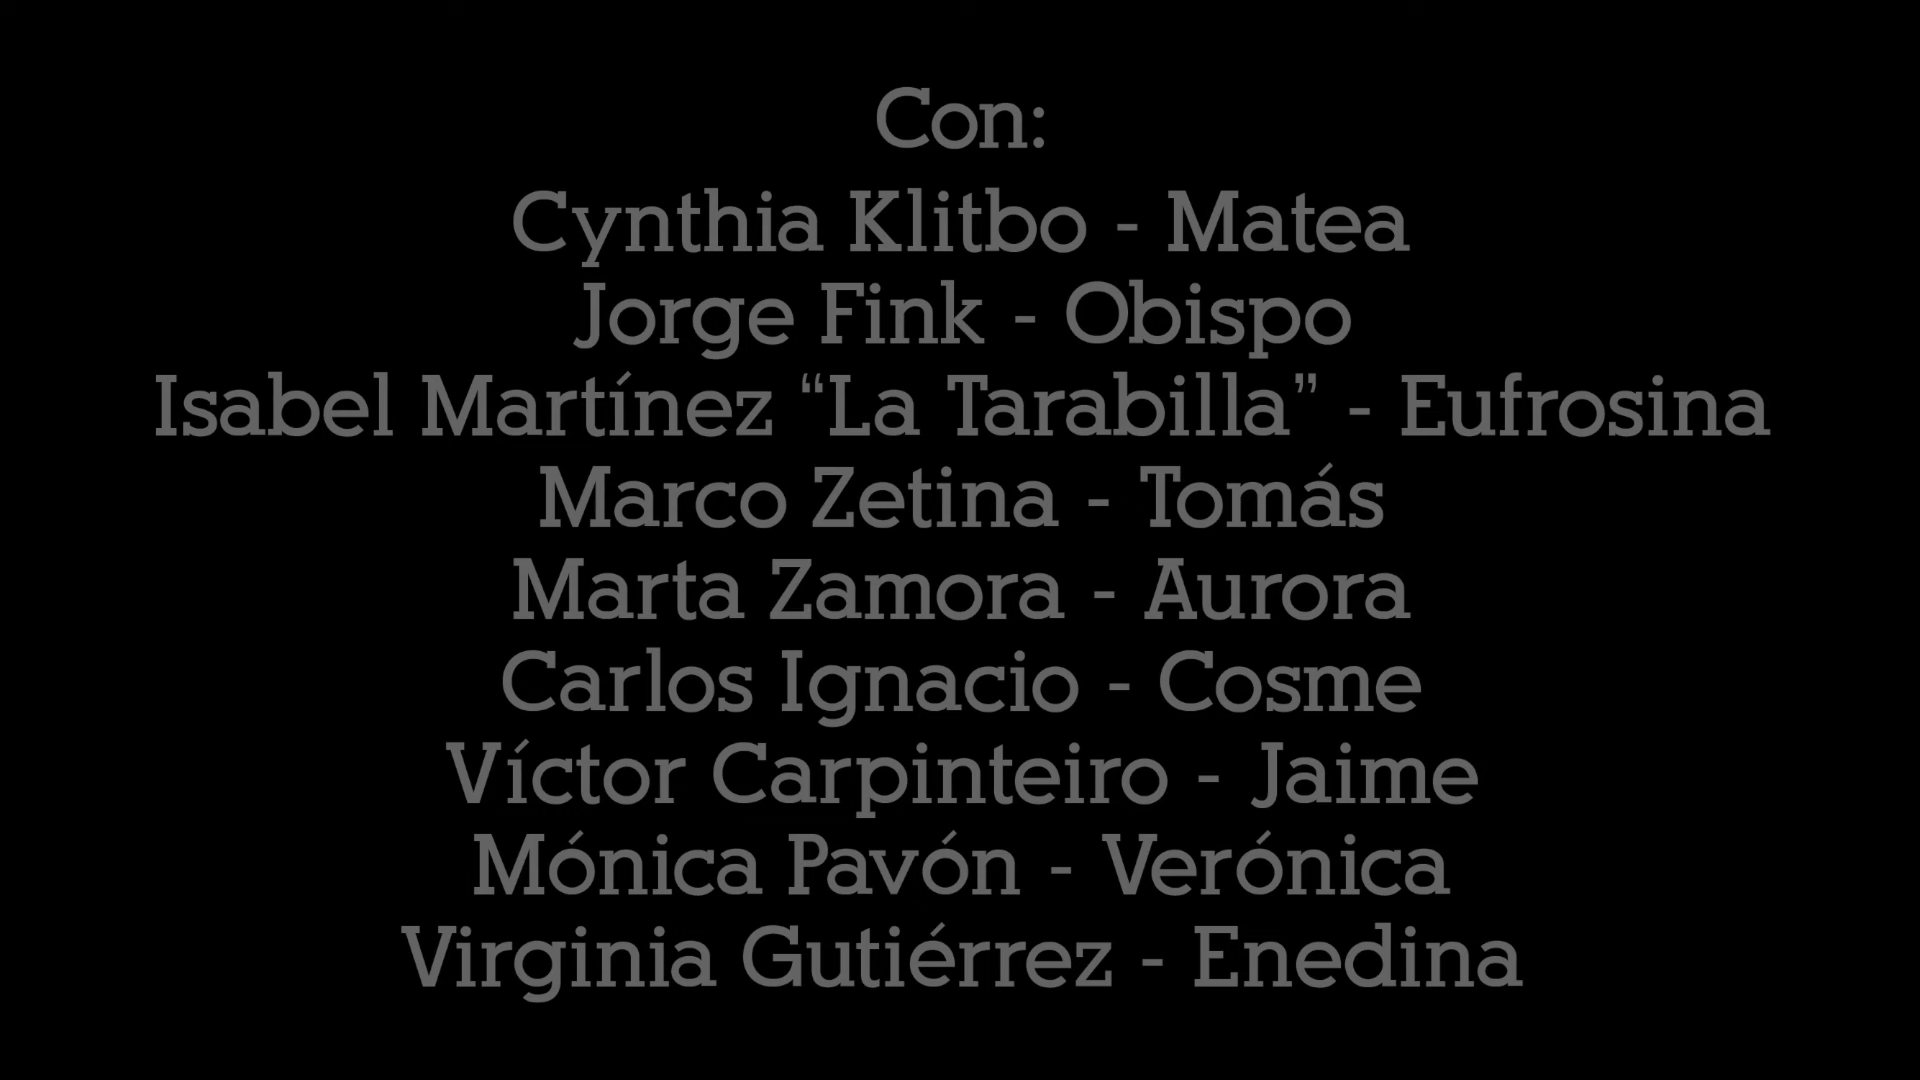 Con:
Cynthia Klitbo - Matea
Jorge Fink - Obispo
Isabel Martínez “La Tarabilla” - Eufrosina
Marco Zetina - Tomás
Marta Zamora - Aurora
Carlos Ignacio - Cosme
Víctor Carpinteiro - Jaime
Mónica Pavón - Verónica
Virginia Gutiérrez - Enedina